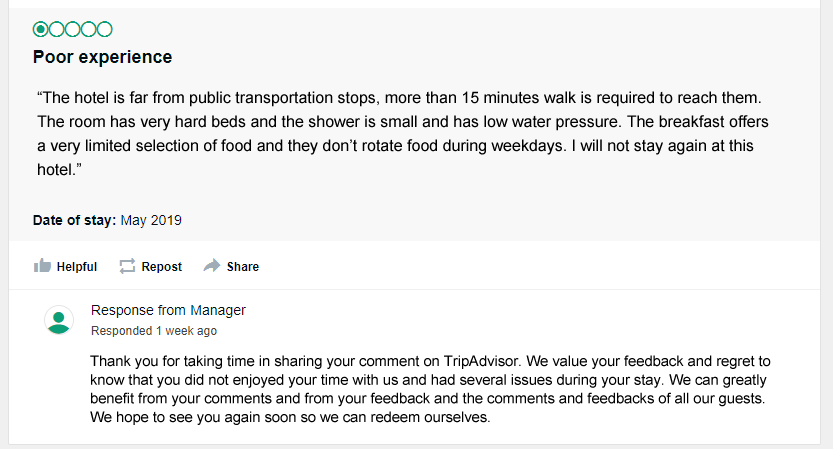 Poor experience
“The hotel is far from public transportation stops, more than 15 minutes walk is required to reach them.
The room has very hard beds and the shower is small and has low water pressure. The breakfast offers
a very limited selection of food and they don’t rotate food during weekdays. I will not stay again at this
hotel.”
Date of stay: May 2019
Helpful Repost Share
Response from Manager
Responded 1 week ago
Thank you for taking time in sharing your comment on TripAdvisor. We value your feedback and regret to
know that you did not enjoyed your time with us and had several issues during your stay. We can greatly
benefit from your comments and from your feedback and the comments and feedbacks of all our guests.
We hope to see you again soon so we can redeem ourselves.